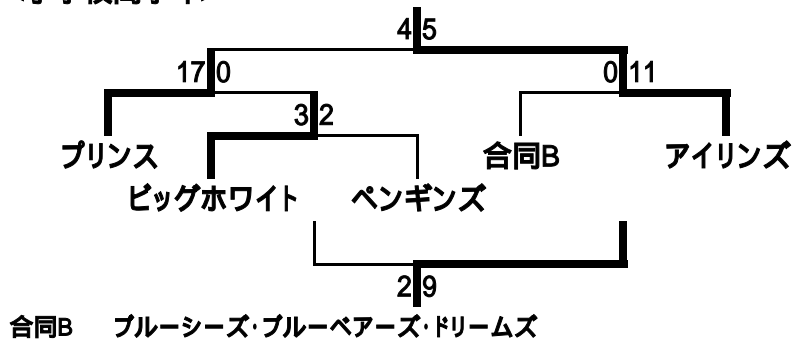 4 5
17 0
0 11
3 2
プリンス
合同B
アイリンズ
ビッグホワイト
ペンギンズ
2 9
合同B ブルーシーズ・ブルーベアーズ・ドリームズ